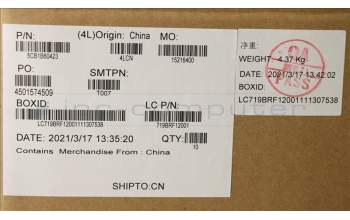 P/N: (4L)Origin: China MO:
5CB1B60423 4LCN 15218400
PO: SMTPN:
4501574509 T007
BOXID: LC P/N:
LC719BRF12001111307538 719BRF12001
DATE: 2021/3/17 13:35:20 QTY:
10
Contains Merchandise From : China
SHIPTO:CN
净重:
WEIGHT: 4.37 Kg
DATE: 2021/3/17 13:42:02
BOXID:
LC719BRF12001111307538
QA
PASS